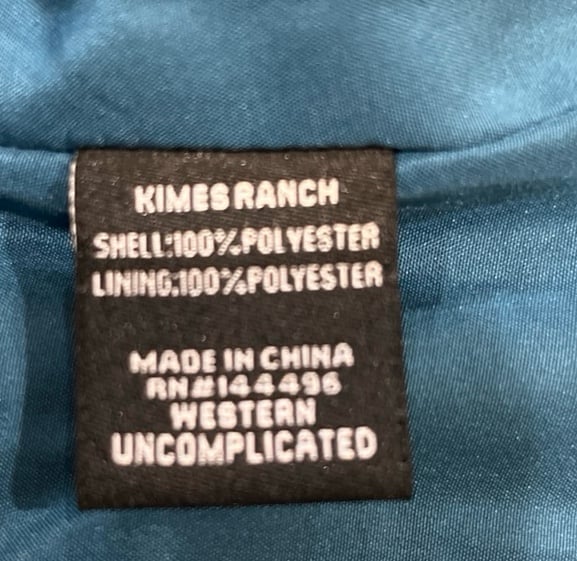 KIMES RANCH
SHELL:100%POLYESTER
LINING:100%POLYESTER
MADE IN CHINA
RN#144496
WESTERN
UNCOMPLICATED